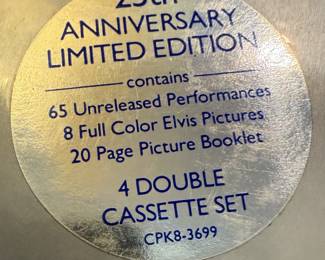 25th
ANNIVERSARY
LIMITED EDITION
contains
65 Unreleased Performances
8 Full Color Elvis Pictures
20 Page Picture Booklet
4 DOUBLE
CASSETTE SET
CPK8-3699